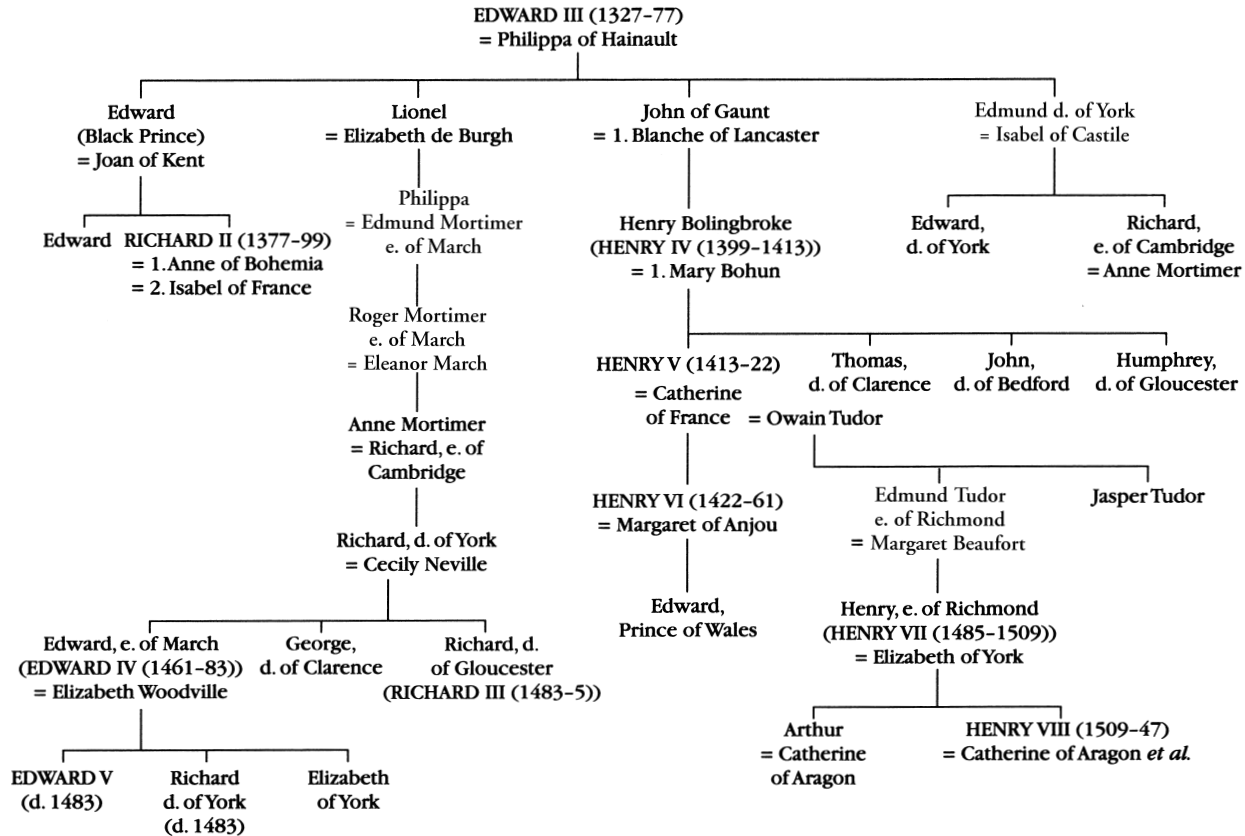 EDWARD III (1327–77)
= Philippa of Hainault
Edward
(Black Prince)
= Joan of Kent
Lionel
= Elizabeth de Burgh
John of Gaunt
= 1. Blanche of Lancaster
Edmund d. of York
= Isabel of Castile
Edward
RICHARD II (1377–99)
= 1. Anne of Bohemia
= 2. Isabel of France
Philippa
= Edmund Mortimer
e. of March
Henry Bolingbroke
(HENRY IV (1399–1413))
= 1. Mary Bohun
Edward,
d. of York
Richard,
e. of Cambridge
= Anne Mortimer
Roger Mortimer
e. of March
= Eleanor March
HENRY V (1413–22)
= Catherine
of France
= Owain Tudor
Thomas,
d. of Clarence
John,
d. of Bedford
Humphrey,
d. of Gloucester
Anne Mortimer
= Richard, e. of
Cambridge
HENRY VI (1422–61)
= Margaret of Anjou
Edmund Tudor
e. of Richmond
= Margaret Beaufort
Jasper Tudor
Richard, d. of York
= Cecily Neville
Edward,
Prince of Wales
Henry, e. of Richmond
(HENRY VII (1485–1509))
= Elizabeth of York
Edward, e. of March
(EDWARD IV (1461–83))
= Elizabeth Woodville
George,
d. of Clarence
Richard, d.
of Gloucester
(RICHARD III (1483–5))
Arthur
= Catherine
of Aragon
HENRY VIII (1509–47)
= Catherine of Aragon et al.
EDWARD V
(d. 1483)
Richard
d. of York
(d. 1483)
Elizabeth
of York